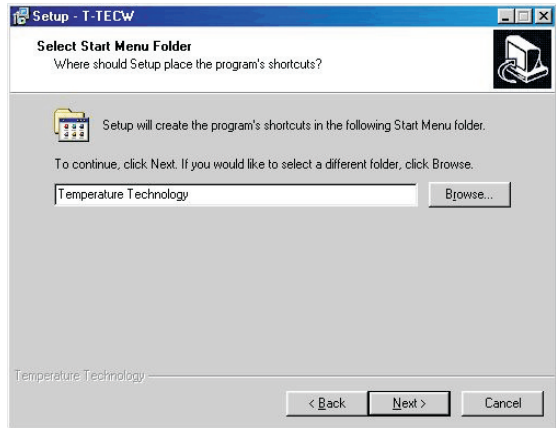 Setup - T-TECW
Select Start Menu Folder
Where should Setup place the program's shortcuts?
Setup will create the program's shortcuts in the following Start Menu folder.
To continue, click Next. If you would like to select a different folder, click Browse.
Temperature Technology
Browse...
Temperature Technology
< Back
Next >
Cancel